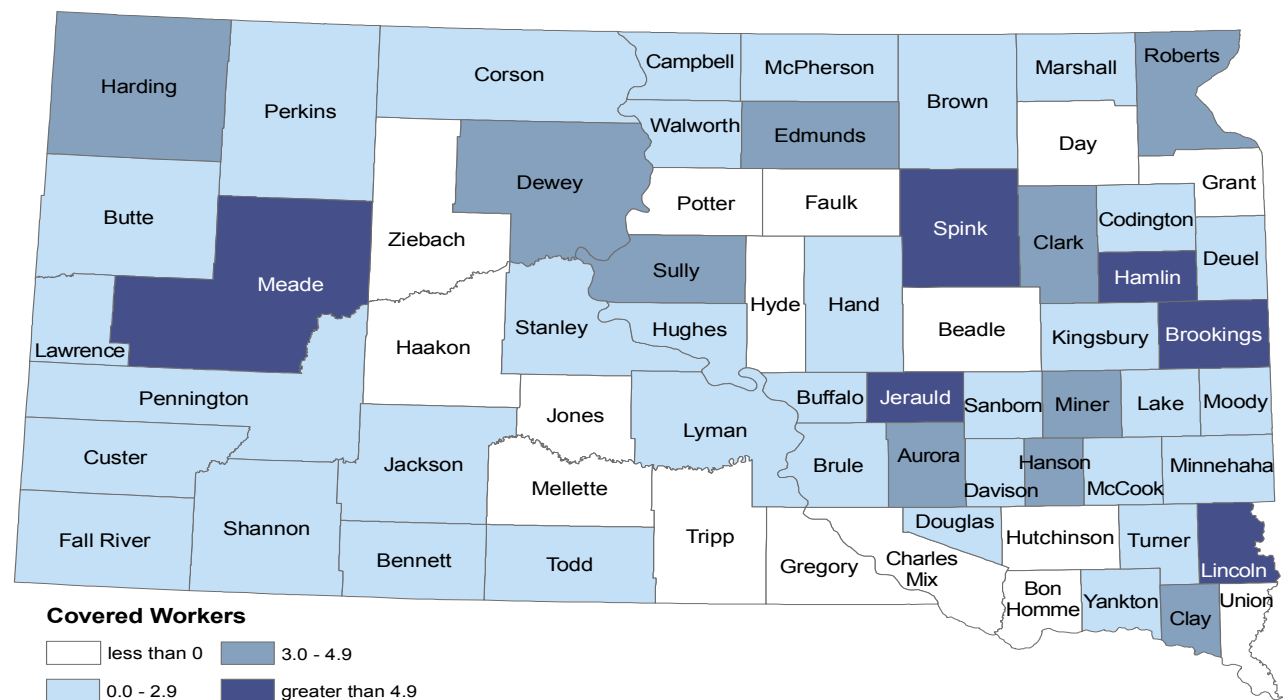 Harding
Perkins
Corson
Campbell
McPherson
Brown
Marshall
Roberts
Walworth
Edmunds
Day
Dewey
Grant
Butte
Ziebach
Potter
Faulk
Spink
Clark
Codington
Deuel
Meade
Sully
Hyde
Hand
Hamlin
Lawrence
Haakon
Stanley
Hughes
Beadle
Kingsbury
Brookings
Pennington
Jones
Lyman
Buffalo
Jerauld
Sanborn
Miner
Lake
Moody
Custer
Jackson
Mellette
Brule
Aurora
Davison
Hanson
McCook
Minnehaha
Fall River
Shannon
Bennett
Todd
Tripp
Gregory
Charles
Mix
Douglas
Hutchinson
Turner
Lincoln
Bon
Homme
Yankton
Clay
Union
Covered Workers
less than 0
3.0 - 4.9
0.0 - 2.9
greater than 4.9